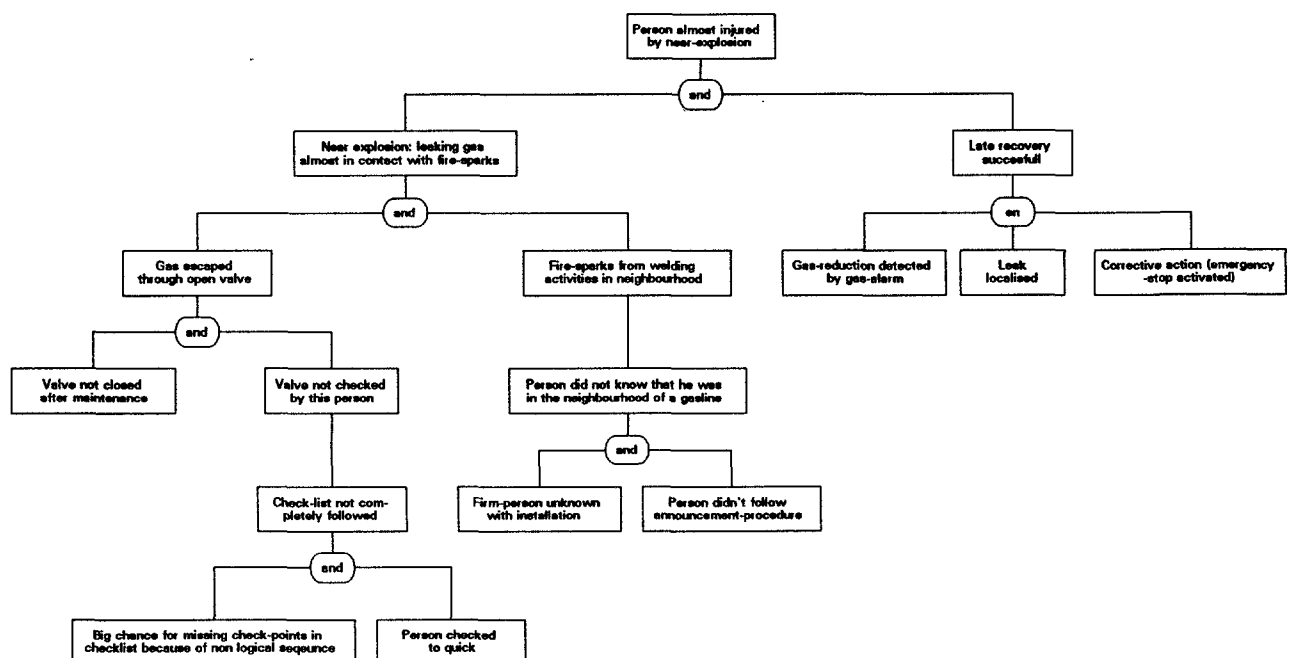 Person almost injured
by near-explosion
and
Near explosion: leaking gas
almost in contact with fire-sparks
Late recovery
succesfull
and
en
Gas escaped
through open valve
Fire-sparks from welding
activities in neighbourhood
Gas-reduction detected
by gas-alarm
Leak
localised
Corrective action (emergency
-stop activated)
and
Valve not closed
after maintenance
Valve not checked
by this person
Person did not know that he was
in the neighbourhood of a gasline
and
Check-list not com-
pletely followed
Firm-person unknown
with installation
Person didn't follow
announcement-procedure
and
Big chance for missing check-points in
checklist because of non logical seqeunce
Person checked
to quick